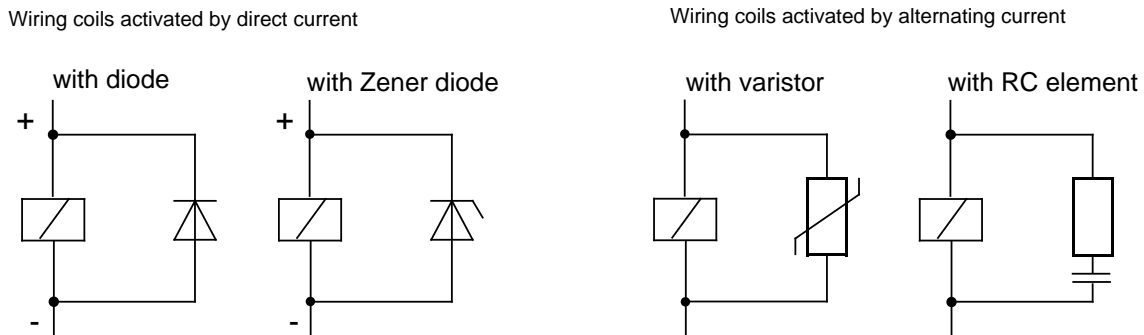 Wiring coils activated by direct current
with diode
with Zener diode
+
+
-
-
Wiring coils activated by alternating current
with varistor
with RC element